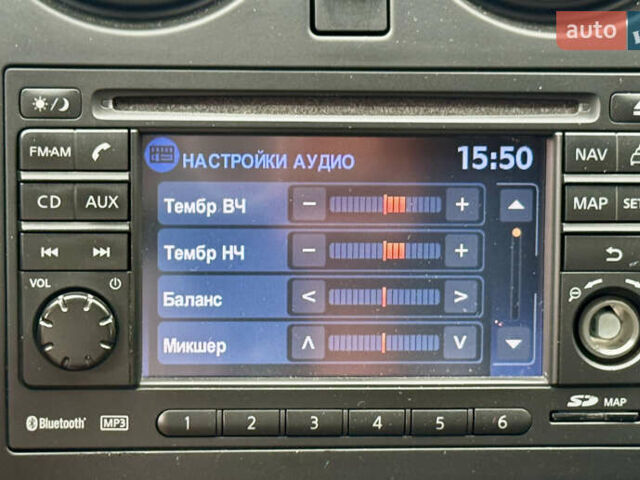 auto
FM•AM
НАСТРОЙКИ АУДИО 15:50
NAV
CD AUX
Тембр ВЧ − +
MAP SET
Тембр НЧ − +
VOL
Баланс < >
Микшер ʌ v
Bluetooth® MP3
1 2 3 4 5 6
SD MAP